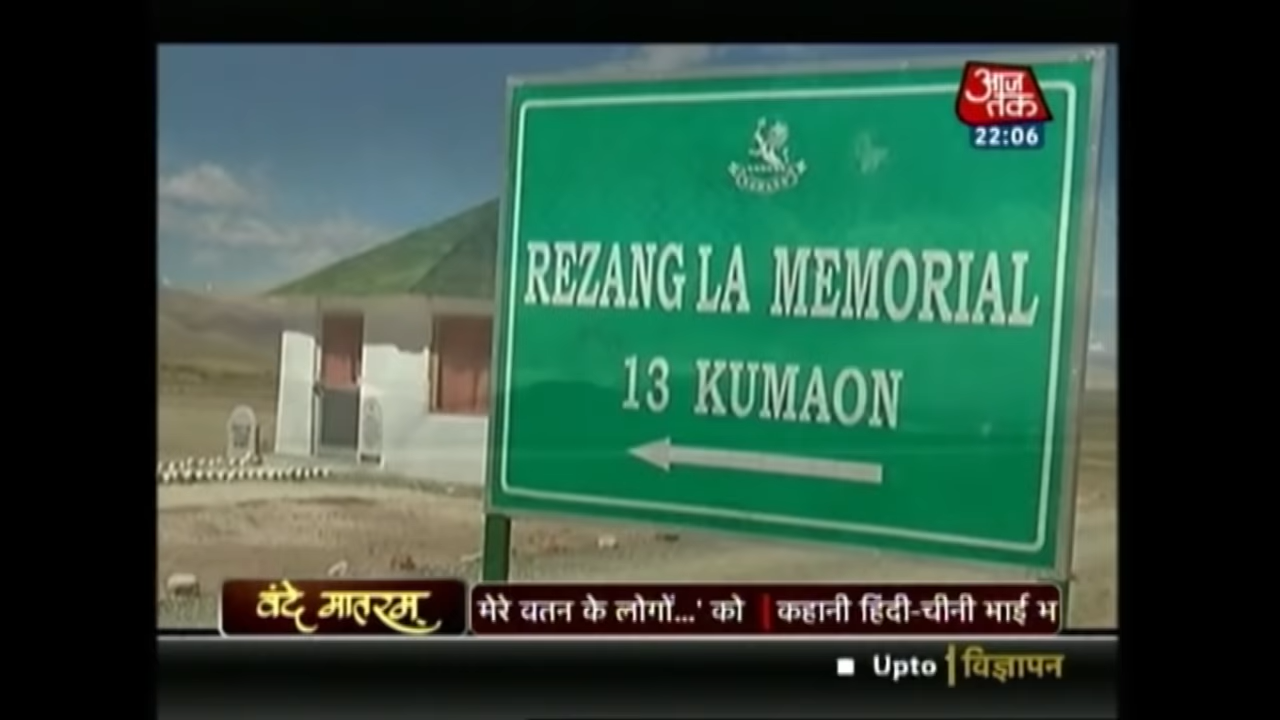 आज
तक
22:06
REZANG LA MEMORIAL
13 KUMAON
वंदे मातरम्
मेरे वतन के लोगों...' को | कहानी हिंदी-चीनी भाई भ
Upto | विज्ञापन